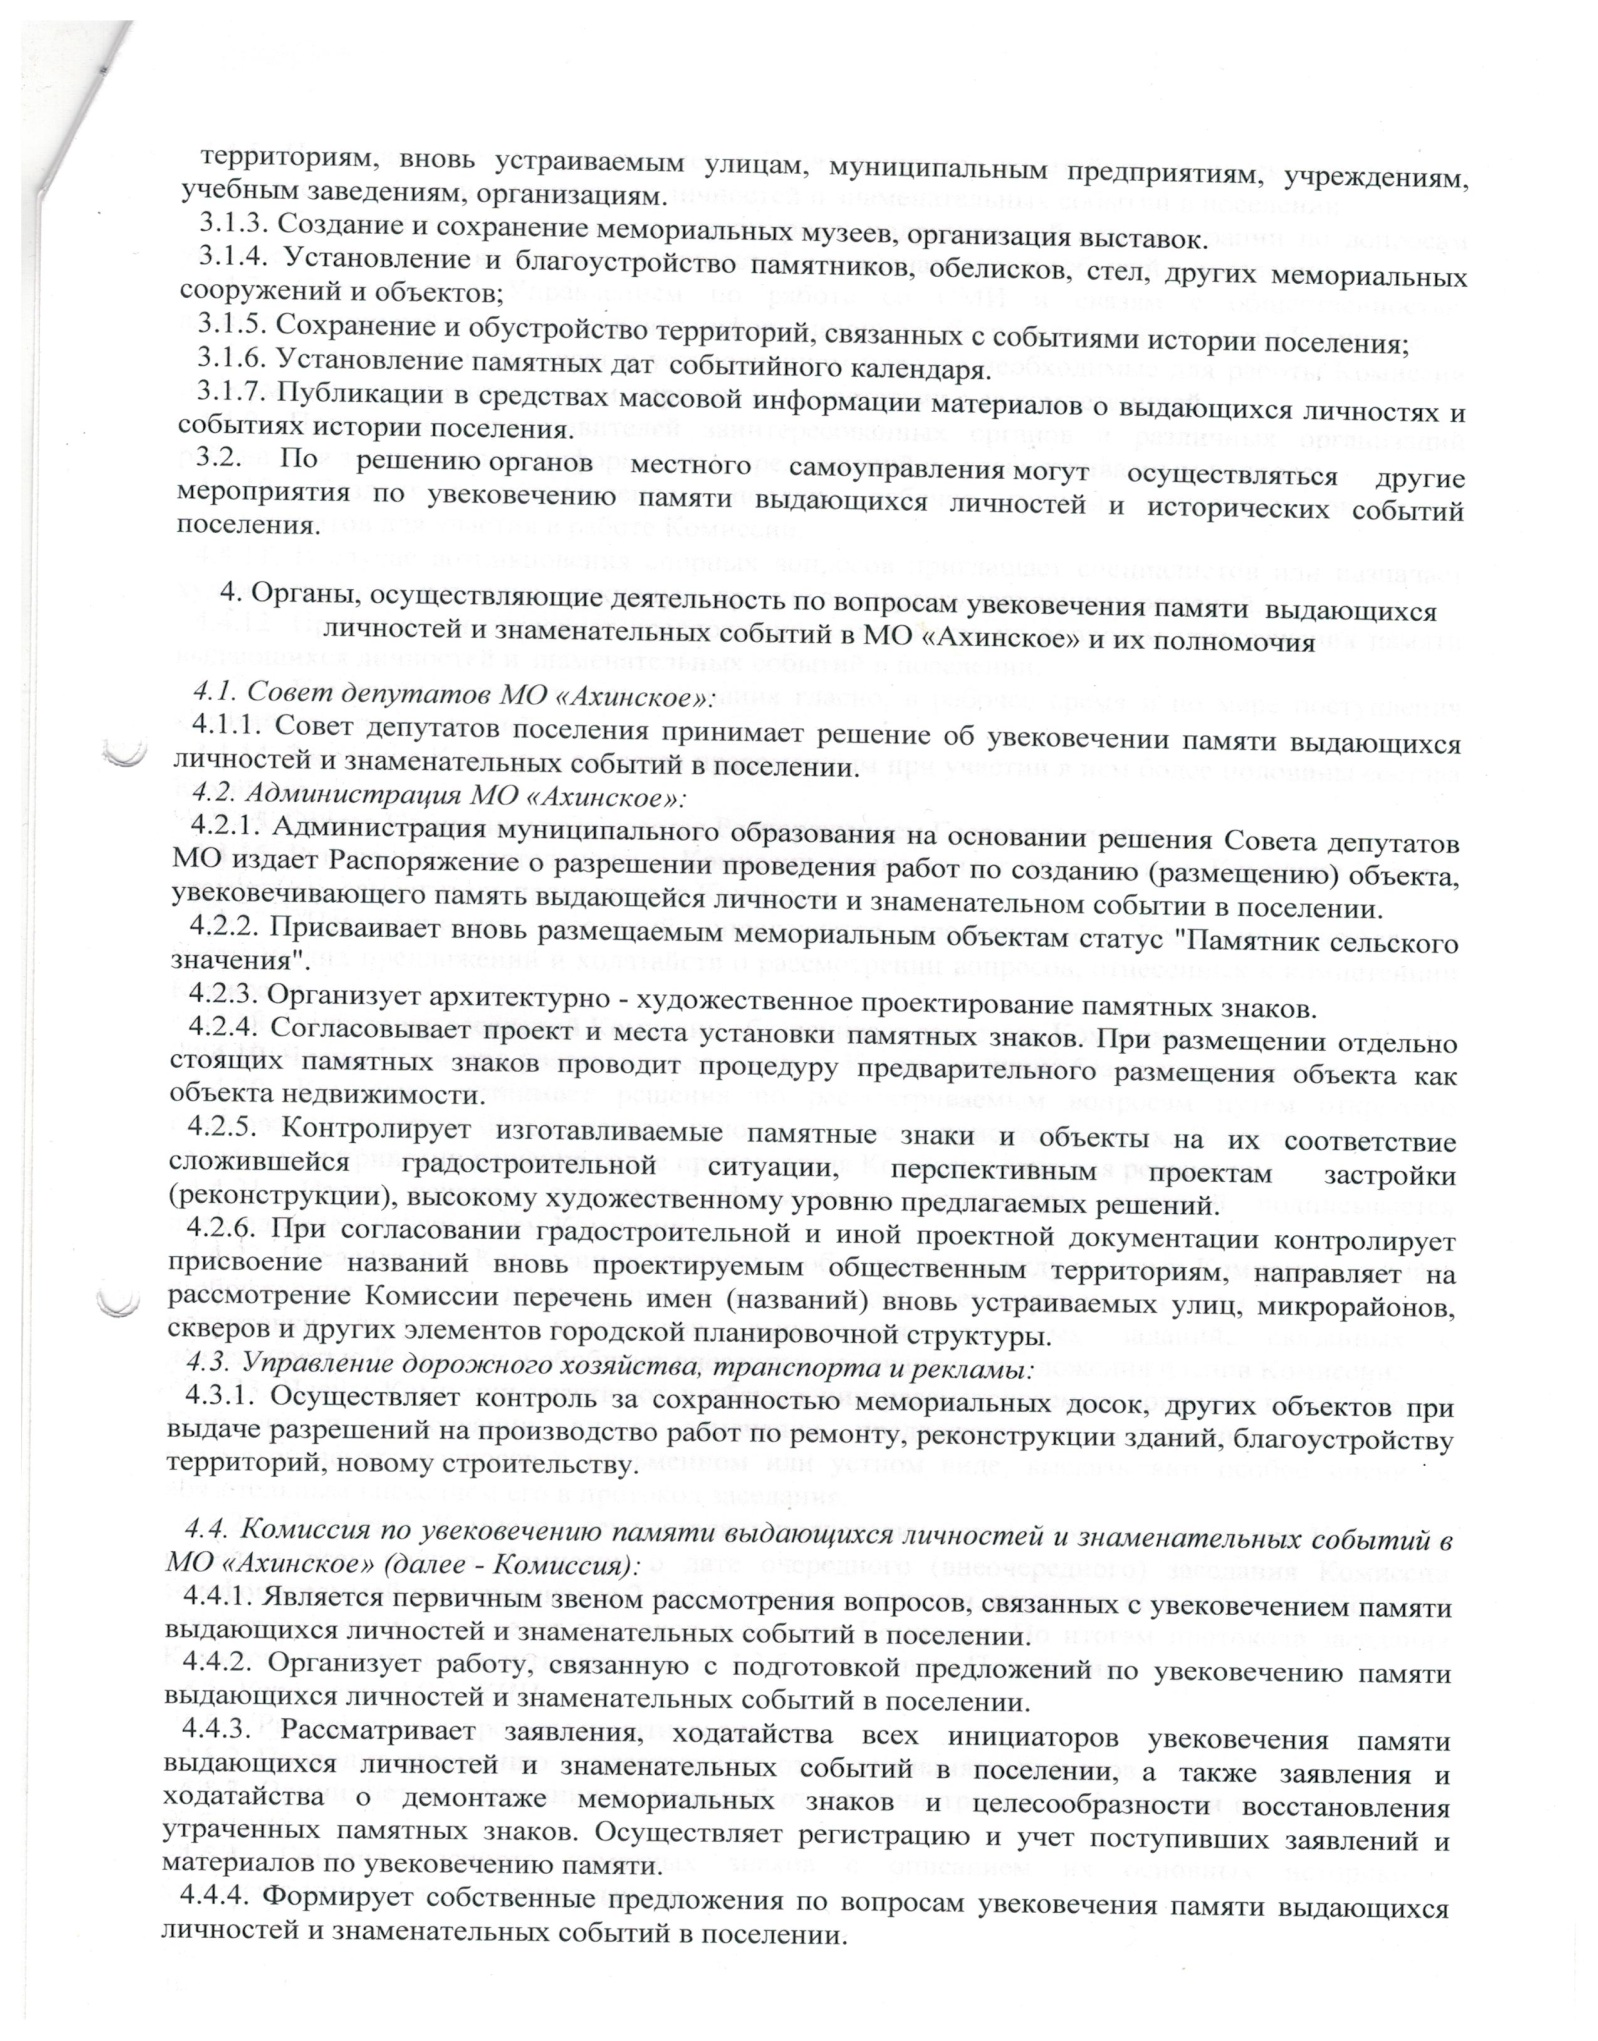 территориям, вновь устраиваемым улицам, муниципальным предприятиям, учреждениям,
учебным заведениям, организациям.
3.1.3. Создание и сохранение мемориальных музеев, организация выставок.
3.1.4. Установление и благоустройство памятников, обелисков, стел, других мемориальных
сооружений и объектов;
3.1.5. Сохранение и обустройство территорий, связанных с событиями истории поселения;
3.1.6. Установление памятных дат событийного календаря.
3.1.7. Публикации в средствах массовой информации материалов о выдающихся личностях и
событиях истории поселения.
3.2. По решению органов местного самоуправления могут осуществляться другие
мероприятия по увековечению памяти выдающихся личностей и исторических событий
поселения.
4. Органы, осуществляющие деятельность по вопросам увековечения памяти выдающихся
личностей и знаменательных событий в МО «Ахинское» и их полномочия
4.1. Совет депутатов МО «Ахинское»:
4.1.1. Совет депутатов поселения принимает решение об увековечении памяти выдающихся
личностей и знаменательных событий в поселении.
4.2. Администрация МО «Ахинское»:
4.2.1. Администрация муниципального образования на основании решения Совета депутатов
МО издает Распоряжение о разрешении проведения работ по созданию (размещению) объекта,
увековечивающего память выдающейся личности и знаменательном событии в поселении.
4.2.2. Присваивает вновь размещаемым мемориальным объектам статус "Памятник сельского
значения".
4.2.3. Организует архитектурно - художественное проектирование памятных знаков.
4.2.4. Согласовывает проект и места установки памятных знаков. При размещении отдельно
стоящих памятных знаков проводит процедуру предварительного размещения объекта как
объекта недвижимости.
4.2.5. Контролирует изготавливаемые памятные знаки и объекты на их соответствие
сложившейся градостроительной ситуации, перспективным проектам застройки
(реконструкции), высокому художественному уровню предлагаемых решений.
4.2.6. При согласовании градостроительной и иной проектной документации контролирует
присвоение названий вновь проектируемым общественным территориям, направляет на
рассмотрение Комиссии перечень имен (названий) вновь устраиваемых улиц, микрорайонов,
скверов и других элементов городской планировочной структуры.
4.3. Управление дорожного хозяйства, транспорта и рекламы:
4.3.1. Осуществляет контроль за сохранностью мемориальных досок, других объектов при
выдаче разрешений на производство работ по ремонту, реконструкции зданий, благоустройству
территорий, новому строительству.
4.4. Комиссия по увековечению памяти выдающихся личностей и знаменательных событий в
МО «Ахинское» (далее - Комиссия):
4.4.1. Является первичным звеном рассмотрения вопросов, связанных с увековечением памяти
выдающихся личностей и знаменательных событий в поселении.
4.4.2. Организует работу, связанную с подготовкой предложений по увековечению памяти
выдающихся личностей и знаменательных событий в поселении.
4.4.3. Рассматривает заявления, ходатайства всех инициаторов увековечения памяти
выдающихся личностей и знаменательных событий в поселении, а также заявления и
ходатайства о демонтаже мемориальных знаков и целесообразности восстановления
утраченных памятных знаков. Осуществляет регистрацию и учет поступивших заявлений и
материалов по увековечению памяти.
4.4.4. Формирует собственные предложения по вопросам увековечения памяти выдающихся
личностей и знаменательных событий в поселении.